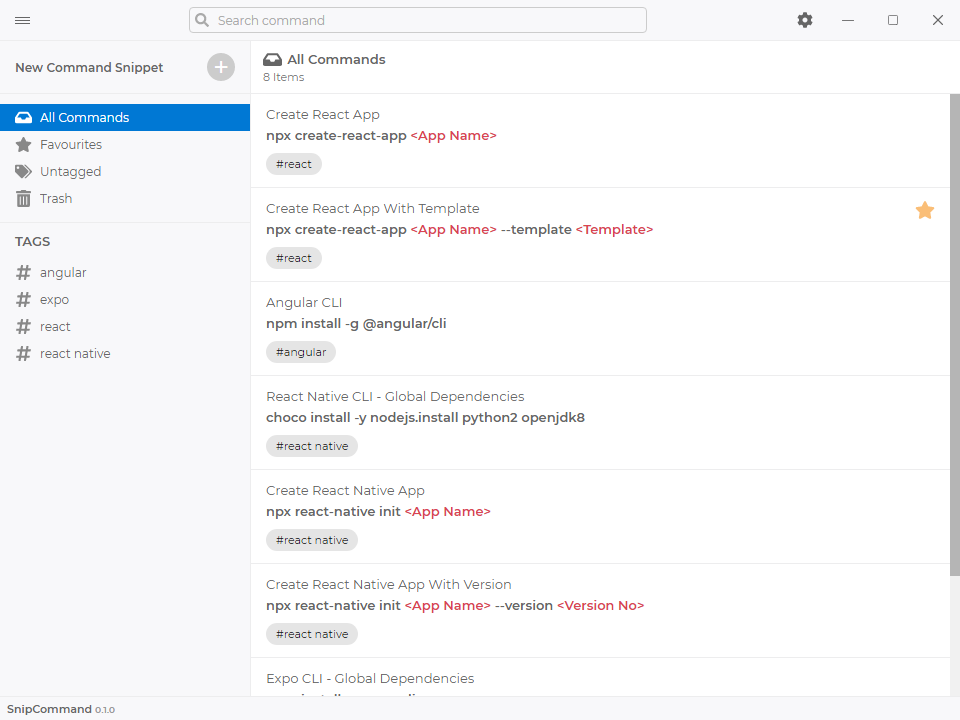 Search command
New Command Snippet
All Commands
Favourites
Untagged
Trash
TAGS
angular
expo
react
react native
All Commands
8 Items
Create React App
npx create-react-app <App Name>
#react
Create React App With Template
npx create-react-app <App Name> --template <Template>
#react
Angular CLI
npm install -g @angular/cli
#angular
React Native CLI - Global Dependencies
choco install -y nodejs.install python2 openjdk8
#react native
Create React Native App
npx react-native init <App Name>
#react native
Create React Native App With Version
npx react-native init <App Name> --version <Version No>
#react native
Expo CLI - Global Dependencies
SnipCommand 0.1.0